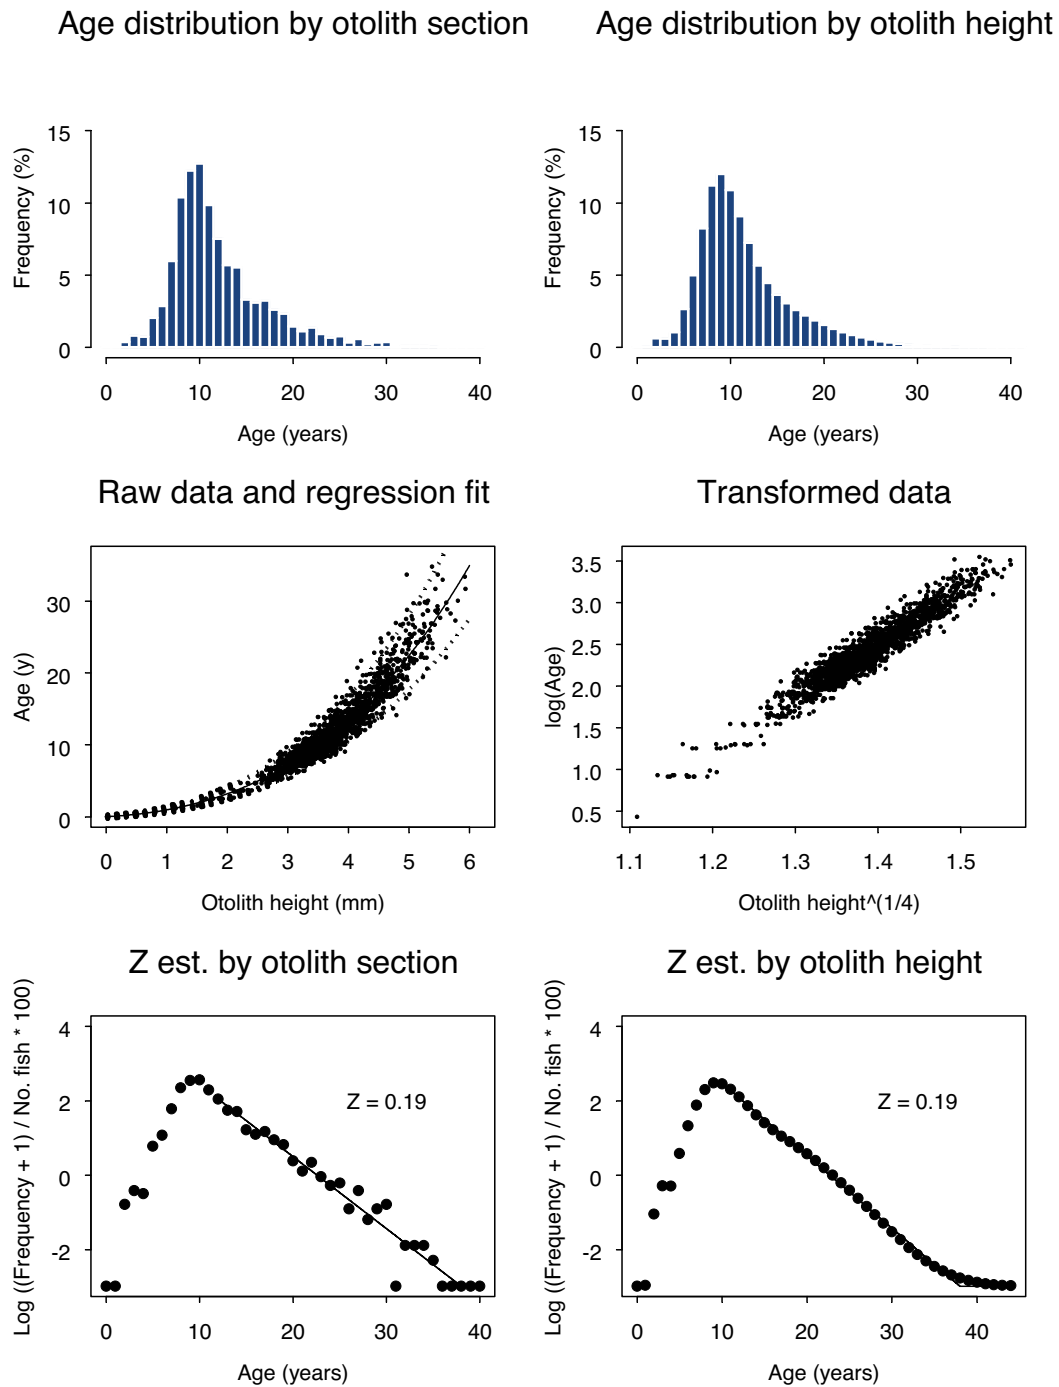 Age distribution by otolith section
Age distribution by otolith height
15
10
5
0
Frequency (%)
0 10 20 30 40
Age (years)
15
10
5
0
Frequency (%)
0 10 20 30 40
Age (years)
Raw data and regression fit
Transformed data
30
20
10
0
Age (y)
0 1 2 3 4 5 6
Otolith height (mm)
3.5
3.0
2.5
2.0
1.5
1.0
0.5
log(Age)
1.1 1.2 1.3 1.4 1.5
Otolith height^(1/4)
Z est. by otolith section
Z est. by otolith height
4
2
0
-2
Log ((Frequency + 1) / No. fish * 100)
Z = 0.19
0 10 20 30 40
Age (years)
4
2
0
-2
Log ((Frequency + 1) / No. fish * 100)
Z = 0.19
0 10 20 30 40
Age (years)